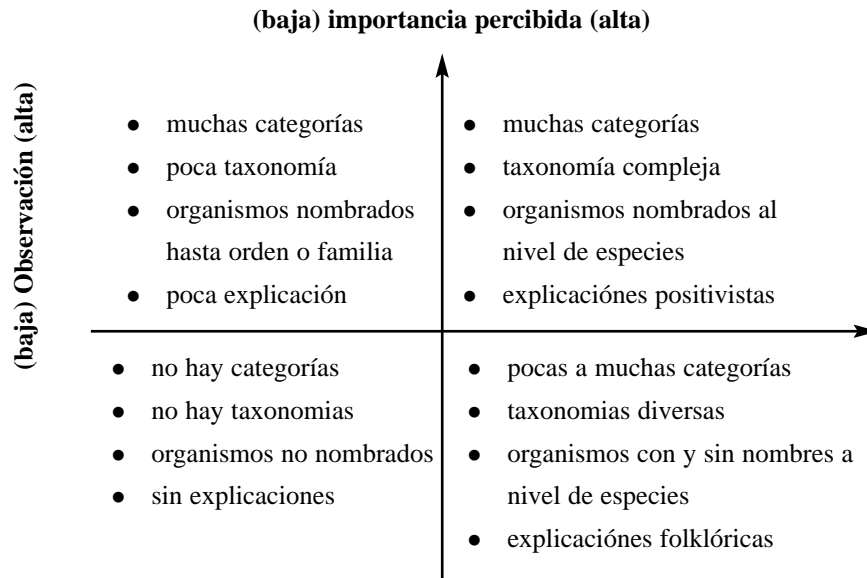 (baja) importancia percibida (alta)
(baja) Observación (alta)
● muchas categorías
● poca taxonomía
● organismos nombrados
hasta orden o familia
● poca explicación
● muchas categorías
● taxonomía compleja
● organismos nombrados al
nivel de especies
● explicaciónes positivistas
● no hay categorías
● no hay taxonomias
● organismos no nombrados
● sin explicaciones
● pocas a muchas categorías
● taxonomias diversas
● organismos con y sin nombres a
nivel de especies
● explicaciónes folklóricas